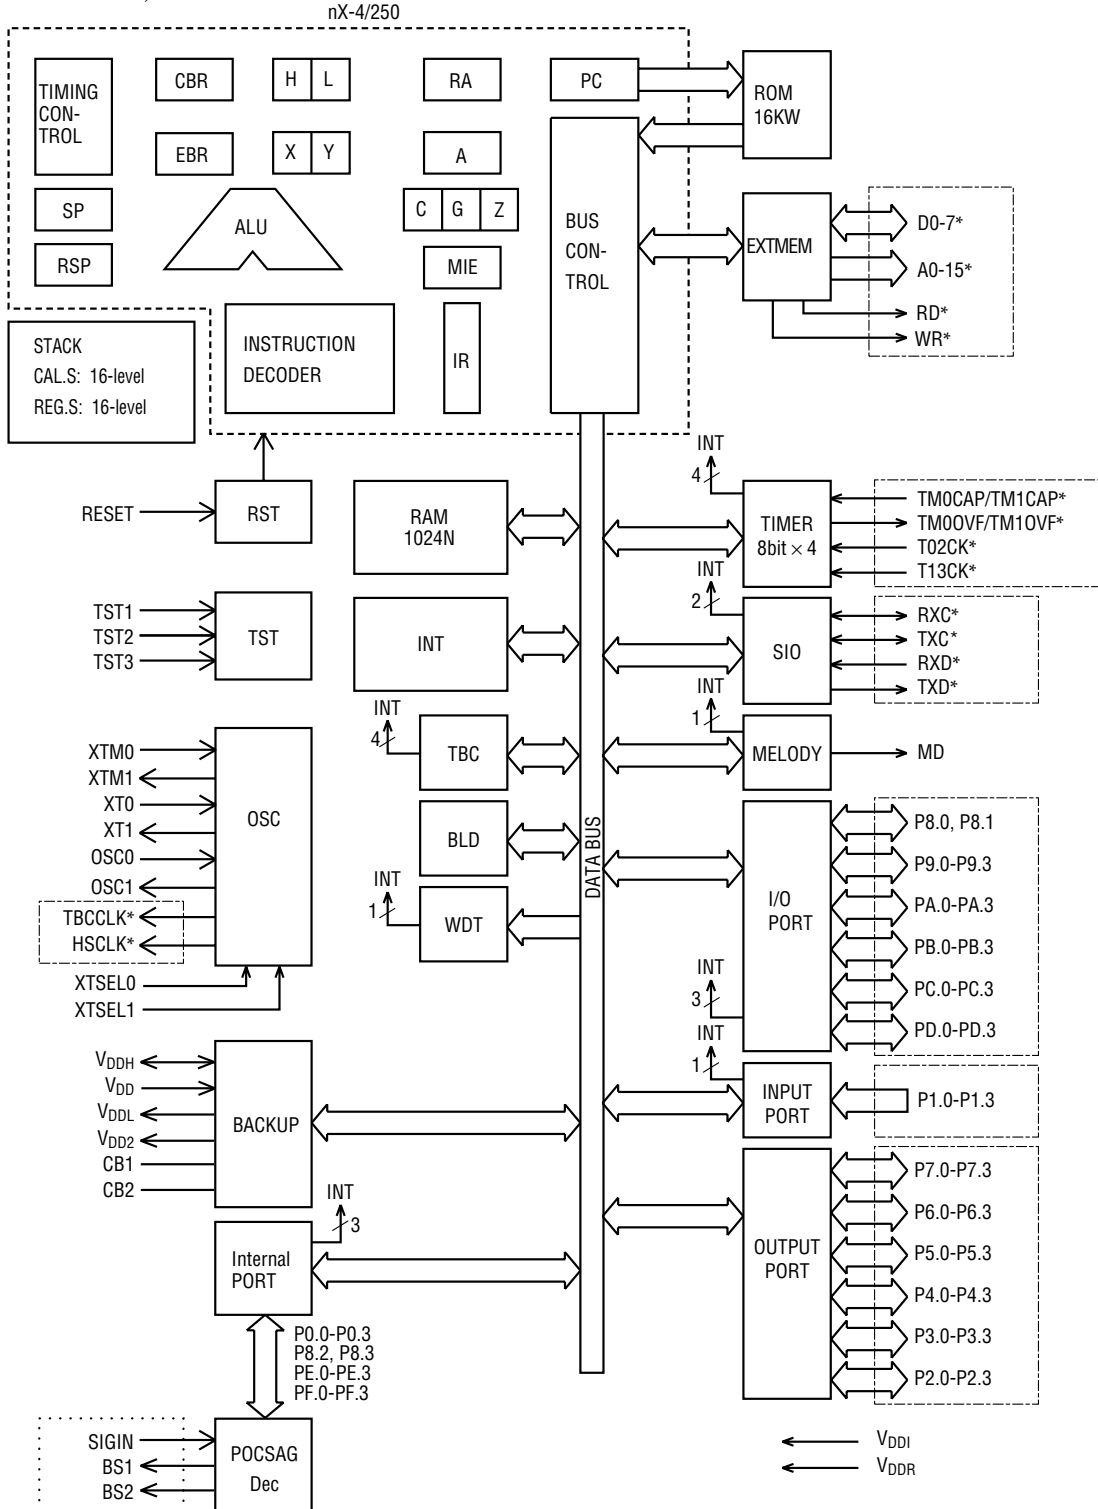 nX-4/250
TIMING
CON-
TROL
CBR
H L
RA
PC
ROM
16KW
EBR
X Y
A
SP
ALU
C G Z
BUS
CON-
TROL
EXTMEM
D0-7*
A0-15*
RD*
WR*
RSP
MIE
STACK
CAL.S: 16-level
REG.S: 16-level
INSTRUCTION
DECODER
IR
RESET
RST
RAM
1024N
INT
4
TIMER
8bit × 4
TM0CAP/TM1CAP*
TM0OVF/TM1OVF*
T02CK*
T13CK*
TST1
TST2
TST3
TST
INT
INT
2
SIO
RXC*
TXC*
RXD*
TXD*
XTM0
XTM1
XT0
XT1
OSC0
OSC1
TBCCLK*
HSCLK*
XTSEL0
XTSEL1
OSC
INT
4
TBC
BLD
INT
1
WDT
DATA BUS
INT
1
MELODY
MD
I/O
PORT
INT
3
P8.0, P8.1
P9.0-P9.3
PA.0-PA.3
PB.0-PB.3
PC.0-PC.3
PD.0-PD.3
VDDH
VDD
VDDL
VDD2
CB1
CB2
BACKUP
INT
1
INPUT
PORT
P1.0-P1.3
INT
3
Internal
PORT
OUTPUT
PORT
P7.0-P7.3
P6.0-P6.3
P5.0-P5.3
P4.0-P4.3
P3.0-P3.3
P2.0-P2.3
P0.0-P0.3
P8.2, P8.3
PE.0-PE.3
PF.0-PF.3
SIGIN
BS1
BS2
POCSAG
Dec
VDDI
VDDR